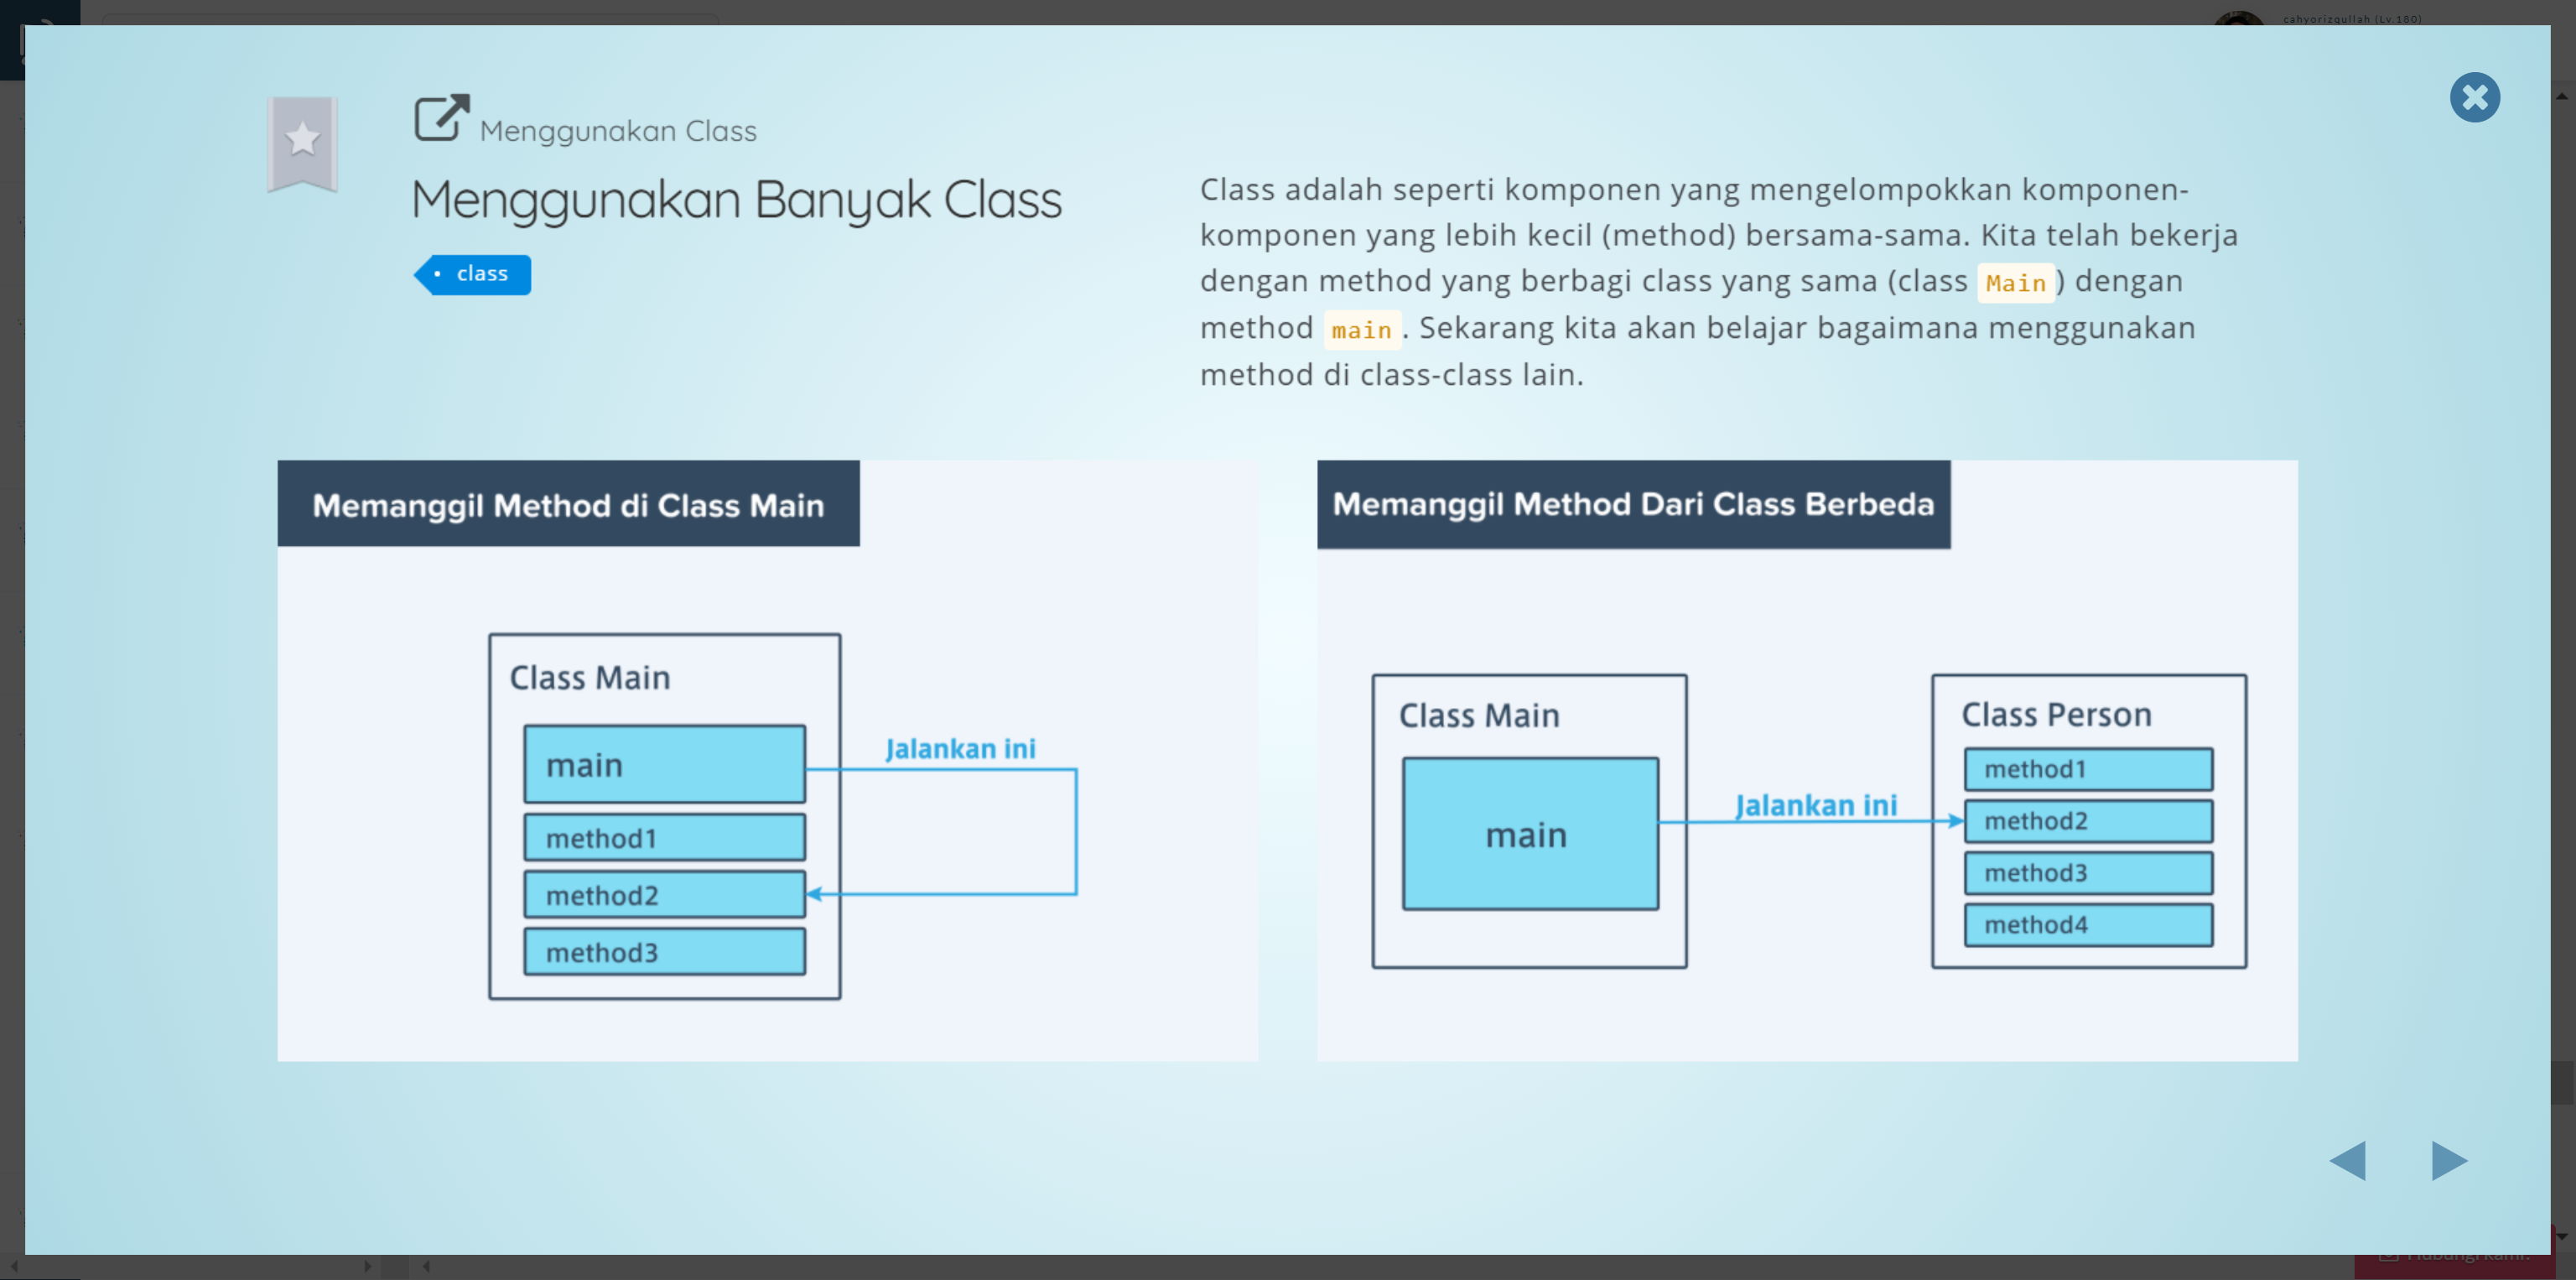 cahyorizqullah (Lv.180)
Menggunakan Class
Menggunakan Banyak Class
class
Class adalah seperti komponen yang mengelompokkan komponen-
komponen yang lebih kecil (method) bersama-sama. Kita telah bekerja
dengan method yang berbagi class yang sama (class Main) dengan
method main. Sekarang kita akan belajar bagaimana menggunakan
method di class-class lain.
Memanggil Method di Class Main
Class Main
main
Jalankan ini
method1
method2
method3
Memanggil Method Dari Class Berbeda
Class Main
main
Jalankan ini
Class Person
method1
method2
method3
method4
Hubungi kami